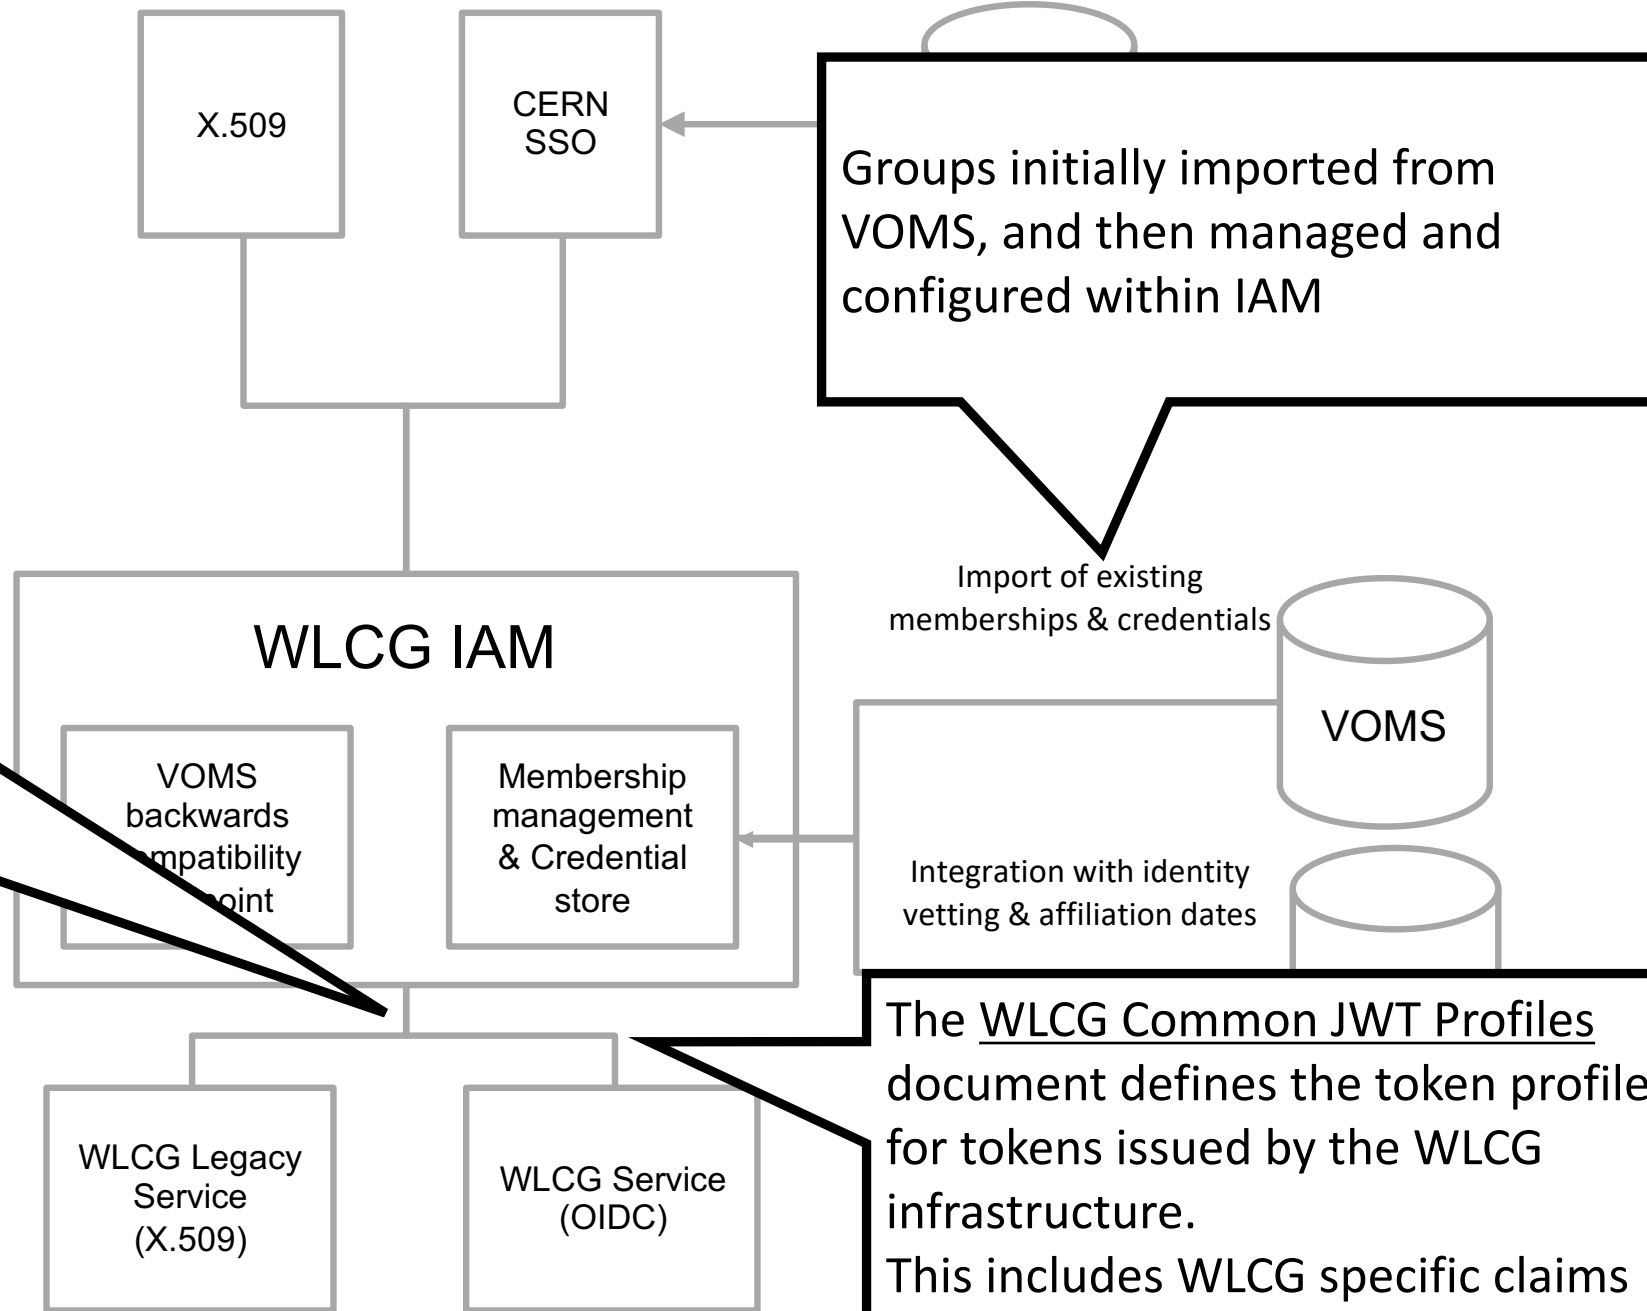 X.509
CERN
SSO
Groups initially imported from
VOMS, and then managed and
configured within IAM
Import of existing
memberships & credentials
WLCG IAM
VOMS
VOMS
backwards
mpatibility
point
Membership
management
& Credential
store
Integration with identity
vetting & affiliation dates
The WLCG Common JWT Profiles
document defines the token profile
for tokens issued by the WLCG
infrastructure.
This includes WLCG specific claims
WLCG Legacy
Service
(X.509)
WLCG Service
(OIDC)